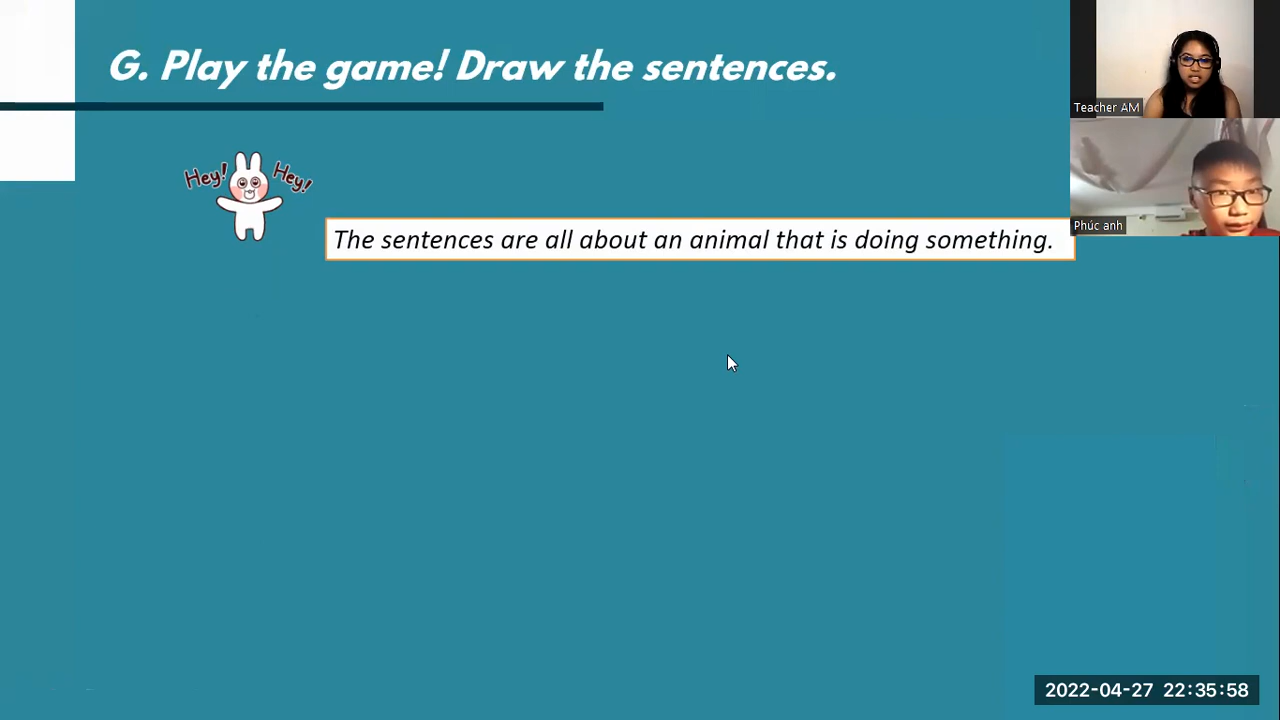 G. Play the game! Draw the sentences.
Teacher AM
Hey! Hey!
Phúc anh
The sentences are all about an animal that is doing something.
2022-04-27 22:35:58